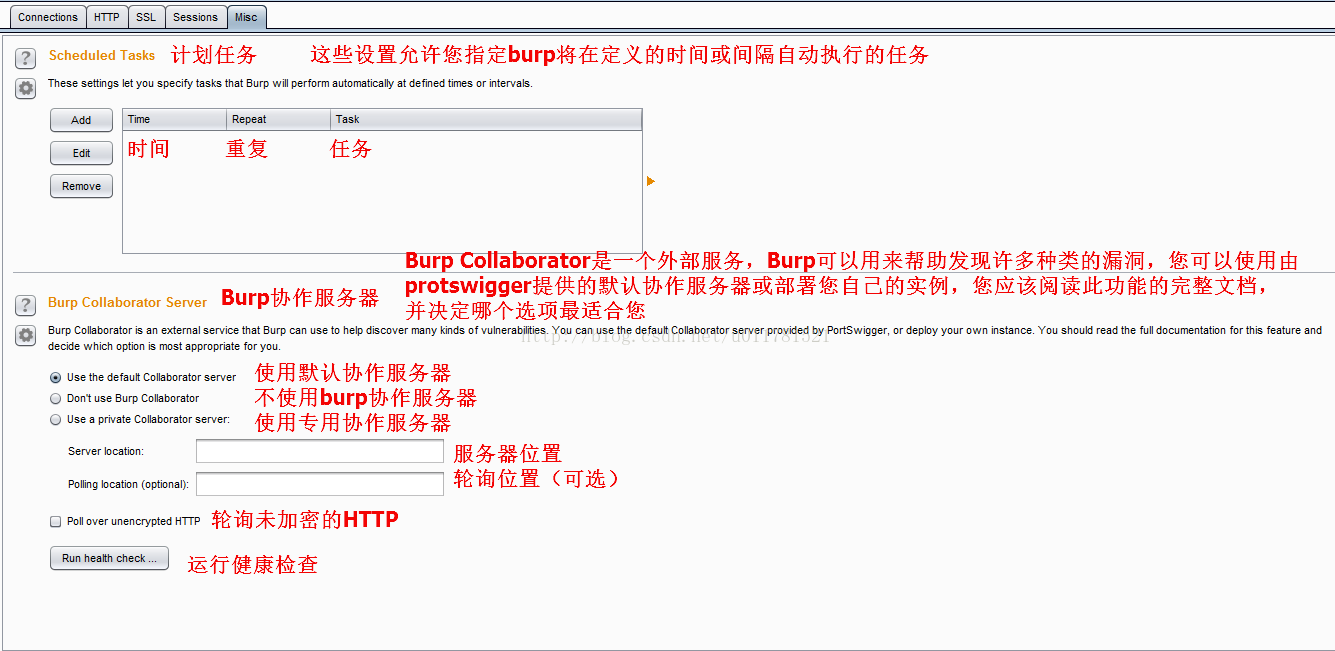 Connections HTTP SSL Sessions Misc
Scheduled Tasks 计划任务 这些设置允许您指定burp将在定义的时间或间隔自动执行的任务
These settings let you specify tasks that Burp will perform automatically at defined times or intervals.
Add Time Repeat Task
Edit 时间 重复 任务
Remove
Burp Collaborator是一个外部服务，Burp可以用来帮助发现许多种类的漏洞，您可以使用由
protswigger提供的默认协作服务器或部署您自己的实例，您应该阅读此功能的完整文档，
并决定哪个选项最适合您
Burp Collaborator Server Burp协作服务器
Burp Collaborator is an external service that Burp can use to help discover many kinds of vulnerabilities. You can use the default Collaborator server provided by PortSwigger, or deploy your own instance. You should read the full documentation for this feature and
decide which option is most appropriate for you.
http://blog.csdn.net/u011781521
Use the default Collaborator server 使用默认协作服务器
Don't use Burp Collaborator 不使用burp协作服务器
Use a private Collaborator server: 使用专用协作服务器
Server location: 服务器位置
Polling location (optional): 轮询位置（可选）
Poll over unencrypted HTTP 轮询未加密的HTTP
Run health check ... 运行健康检查